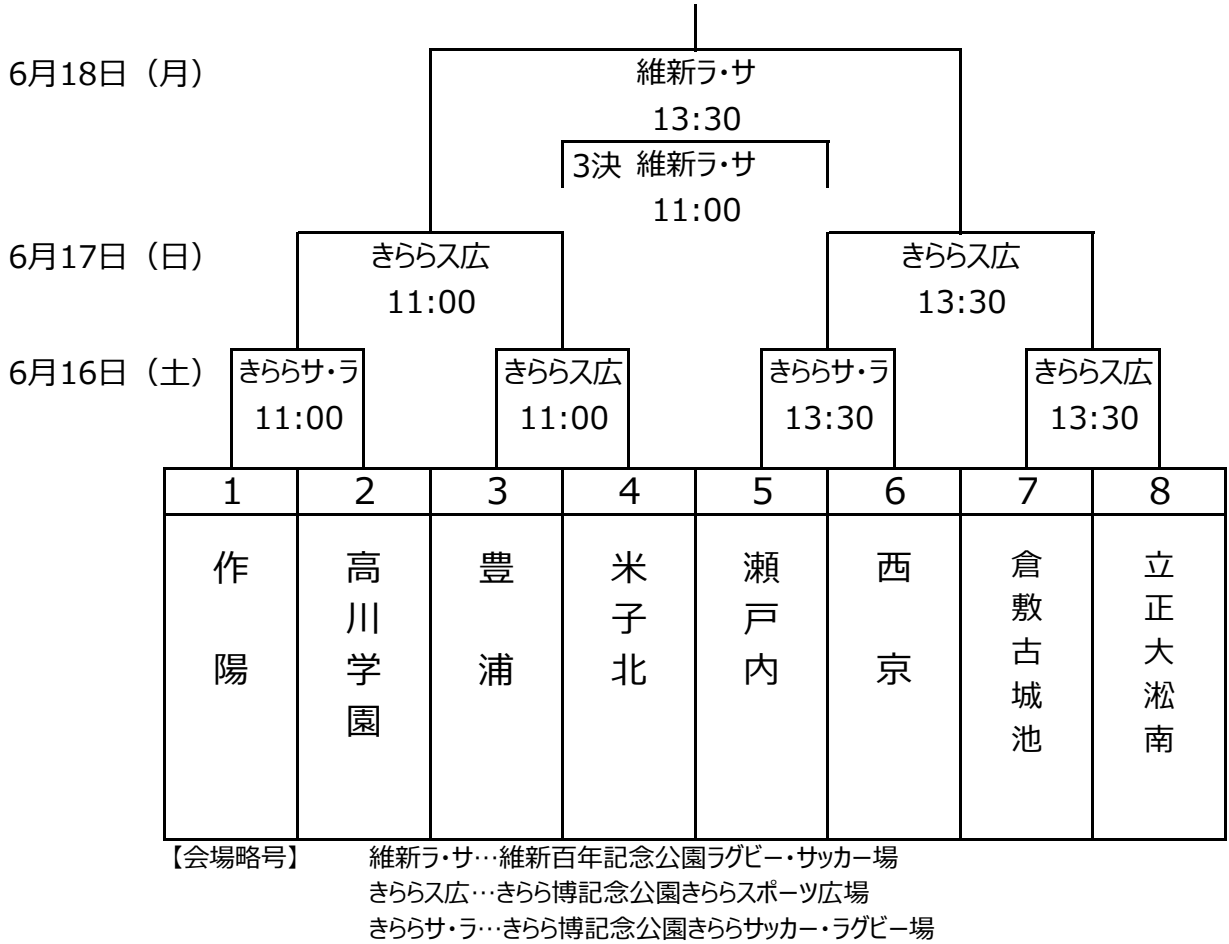 6月18日（月）
維新ラ・サ
13:30
3決 維新ラ・サ
11:00
6月17日（日）
きららス広
きららス広
11:00
13:30
6月16日（土）
きららサ・ラ
きららス広
きららサ・ラ
きららス広
11:00
11:00
13:30
13:30
1
2
3
4
5
6
7
8
作陽
高川学園
豊浦
米子北
瀬戸内
西京
倉敷古城池
立正大淞南
【会場略号】 維新ラ・サ…維新百年記念公園ラグビー・サッカー場
きららス広…きらら博記念公園きららスポーツ広場
きららサ・ラ…きらら博記念公園きららサッカー・ラグビー場